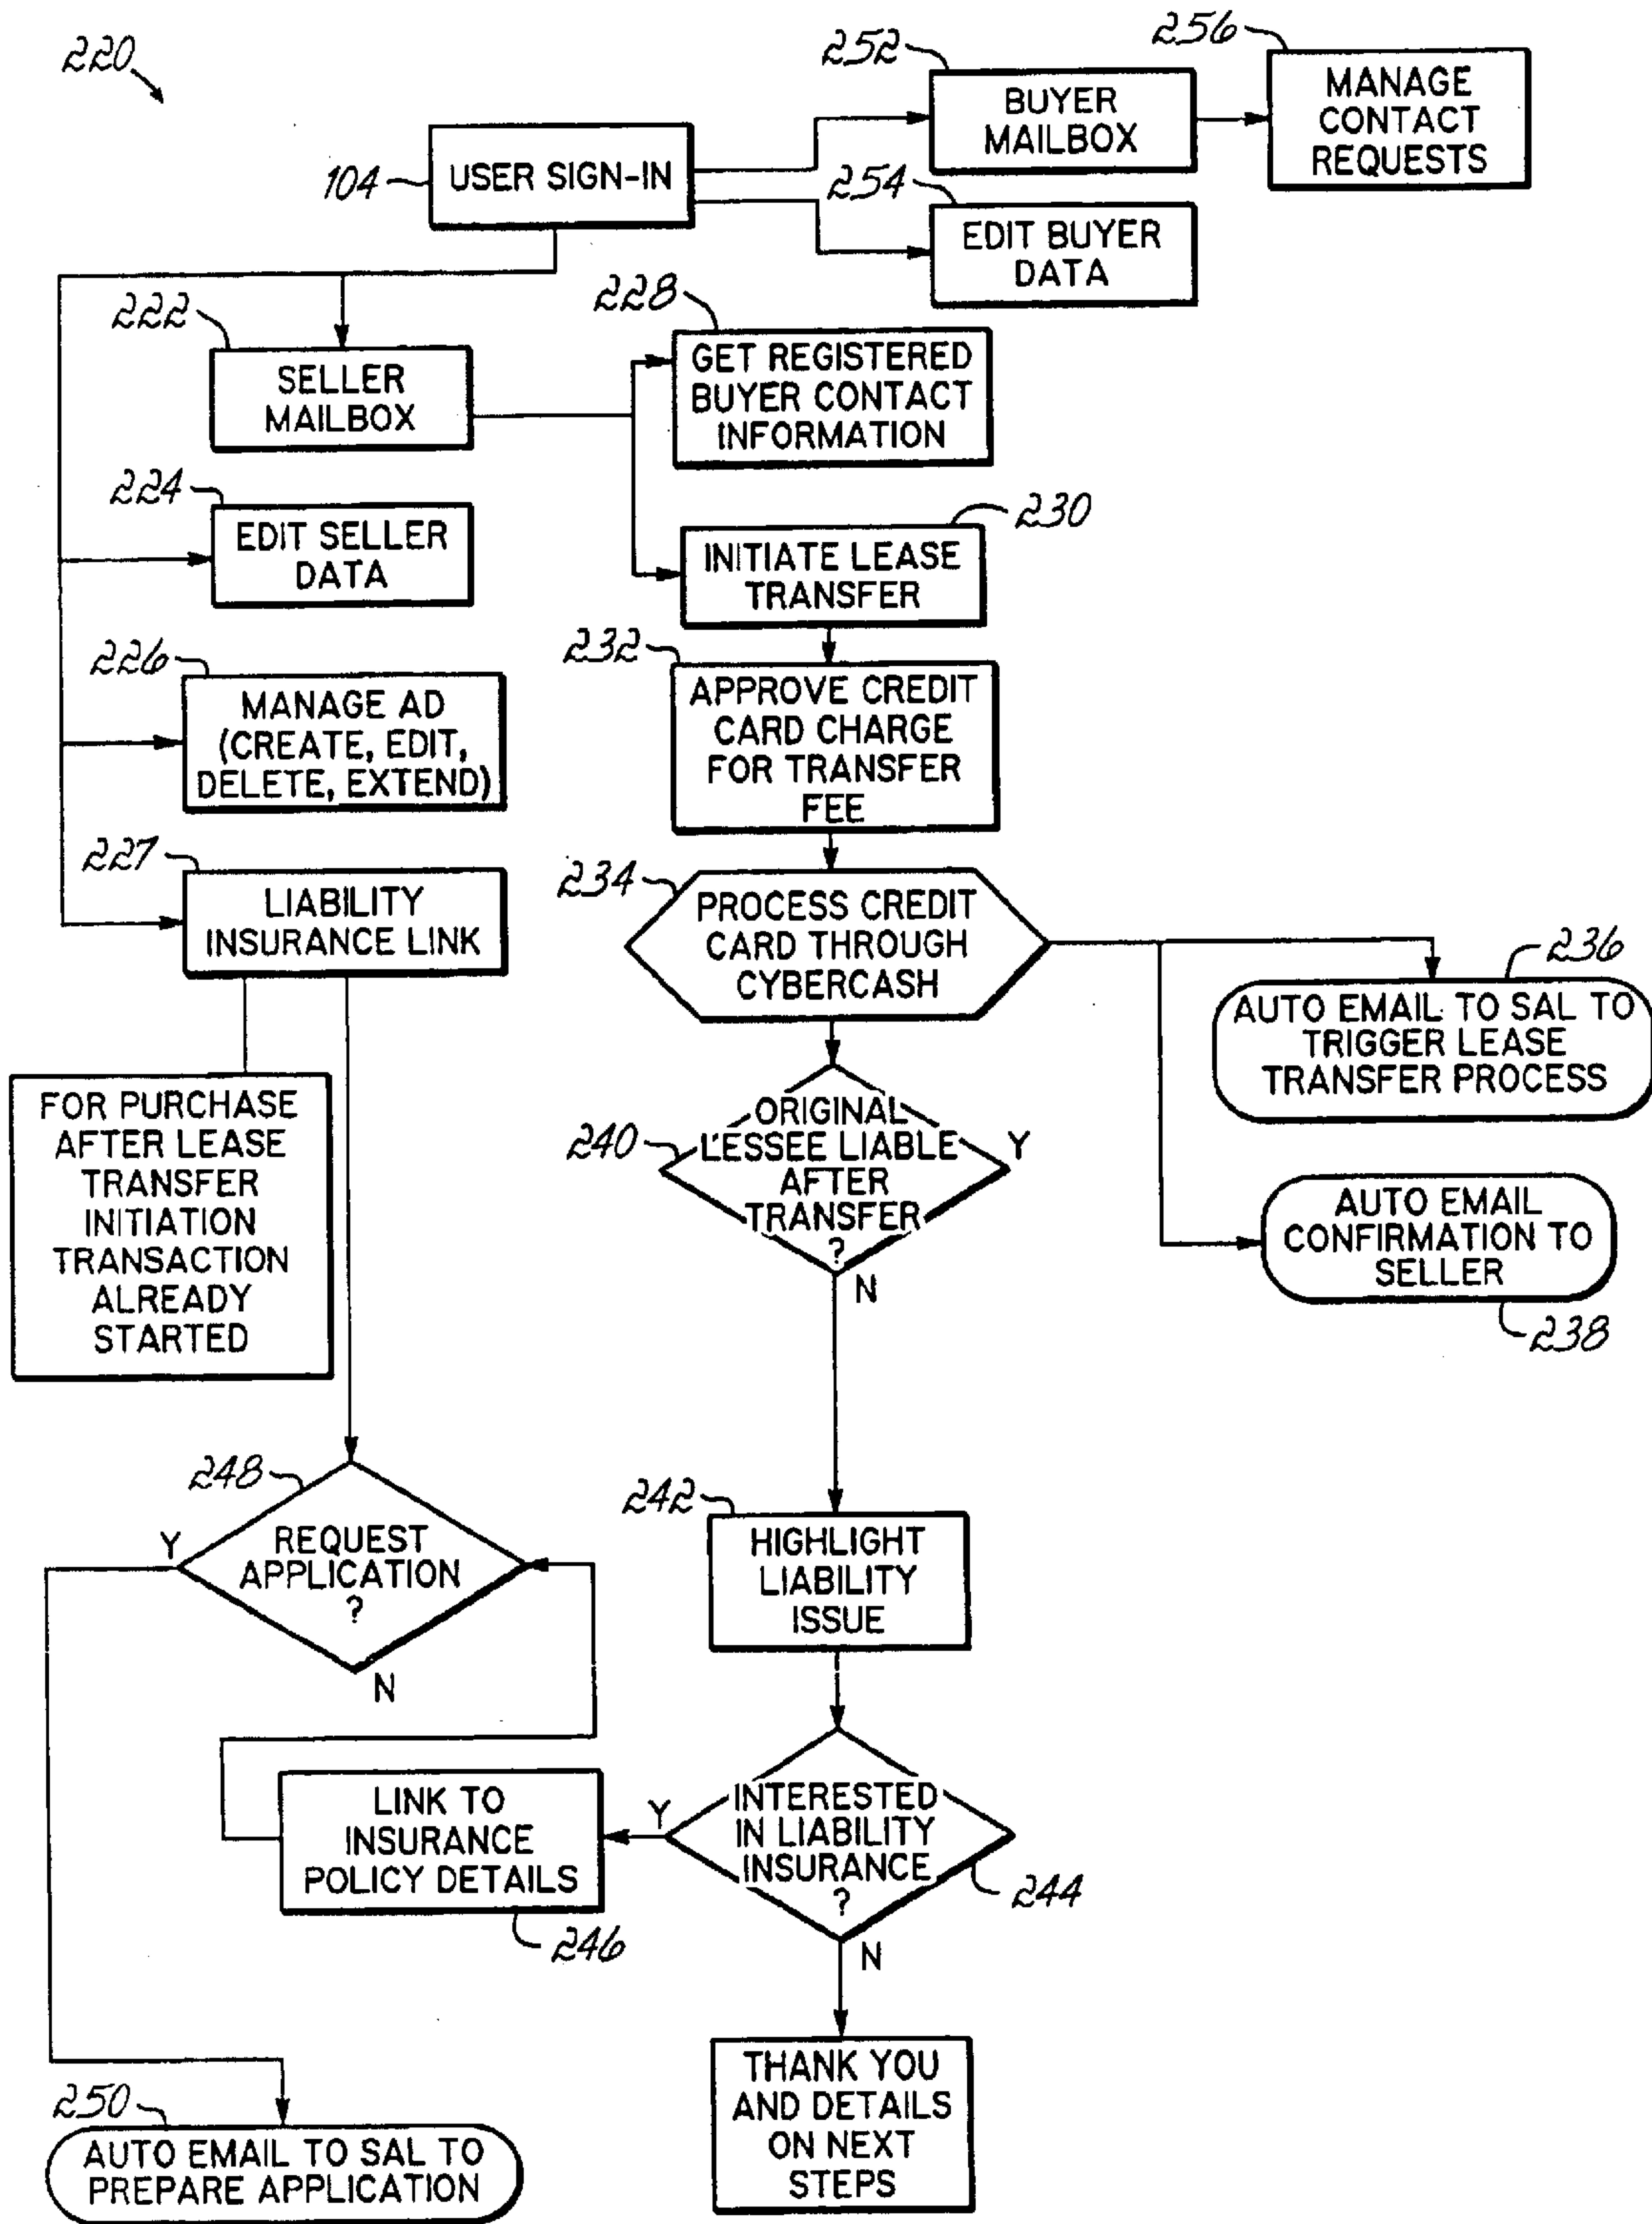 220
252
256
BUYER
MAILBOX
MANAGE
CONTACT
REQUESTS
104
USER SIGN-IN
254
EDIT BUYER
DATA
222
SELLER
MAILBOX
228
GET REGISTERED
BUYER CONTACT
INFORMATION
224
EDIT SELLER
DATA
230
INITIATE LEASE
TRANSFER
226
MANAGE AD
(CREATE, EDIT,
DELETE, EXTEND)
232
APPROVE CREDIT
CARD CHARGE
FOR TRANSFER
FEE
227
LIABILITY
INSURANCE LINK
234
PROCESS CREDIT
CARD THROUGH
CYBERCASH
236
AUTO EMAIL TO SAL TO
TRIGGER LEASE
TRANSFER PROCESS
FOR PURCHASE
AFTER LEASE
TRANSFER
INITIATION
TRANSACTION
ALREADY
STARTED
240
ORIGINAL
LESSEE LIABLE
AFTER
TRANSFER
?
Y
N
AUTO EMAIL
CONFIRMATION TO
SELLER
238
248
Y
REQUEST
APPLICATION
?
N
242
HIGHLIGHT
LIABILITY
ISSUE
LINK TO
INSURANCE
POLICY DETAILS
246
Y
INTERESTED
IN LIABILITY
INSURANCE
?
244
N
250
AUTO EMAIL TO SAL TO
PREPARE APPLICATION
THANK YOU
AND DETAILS
ON NEXT
STEPS